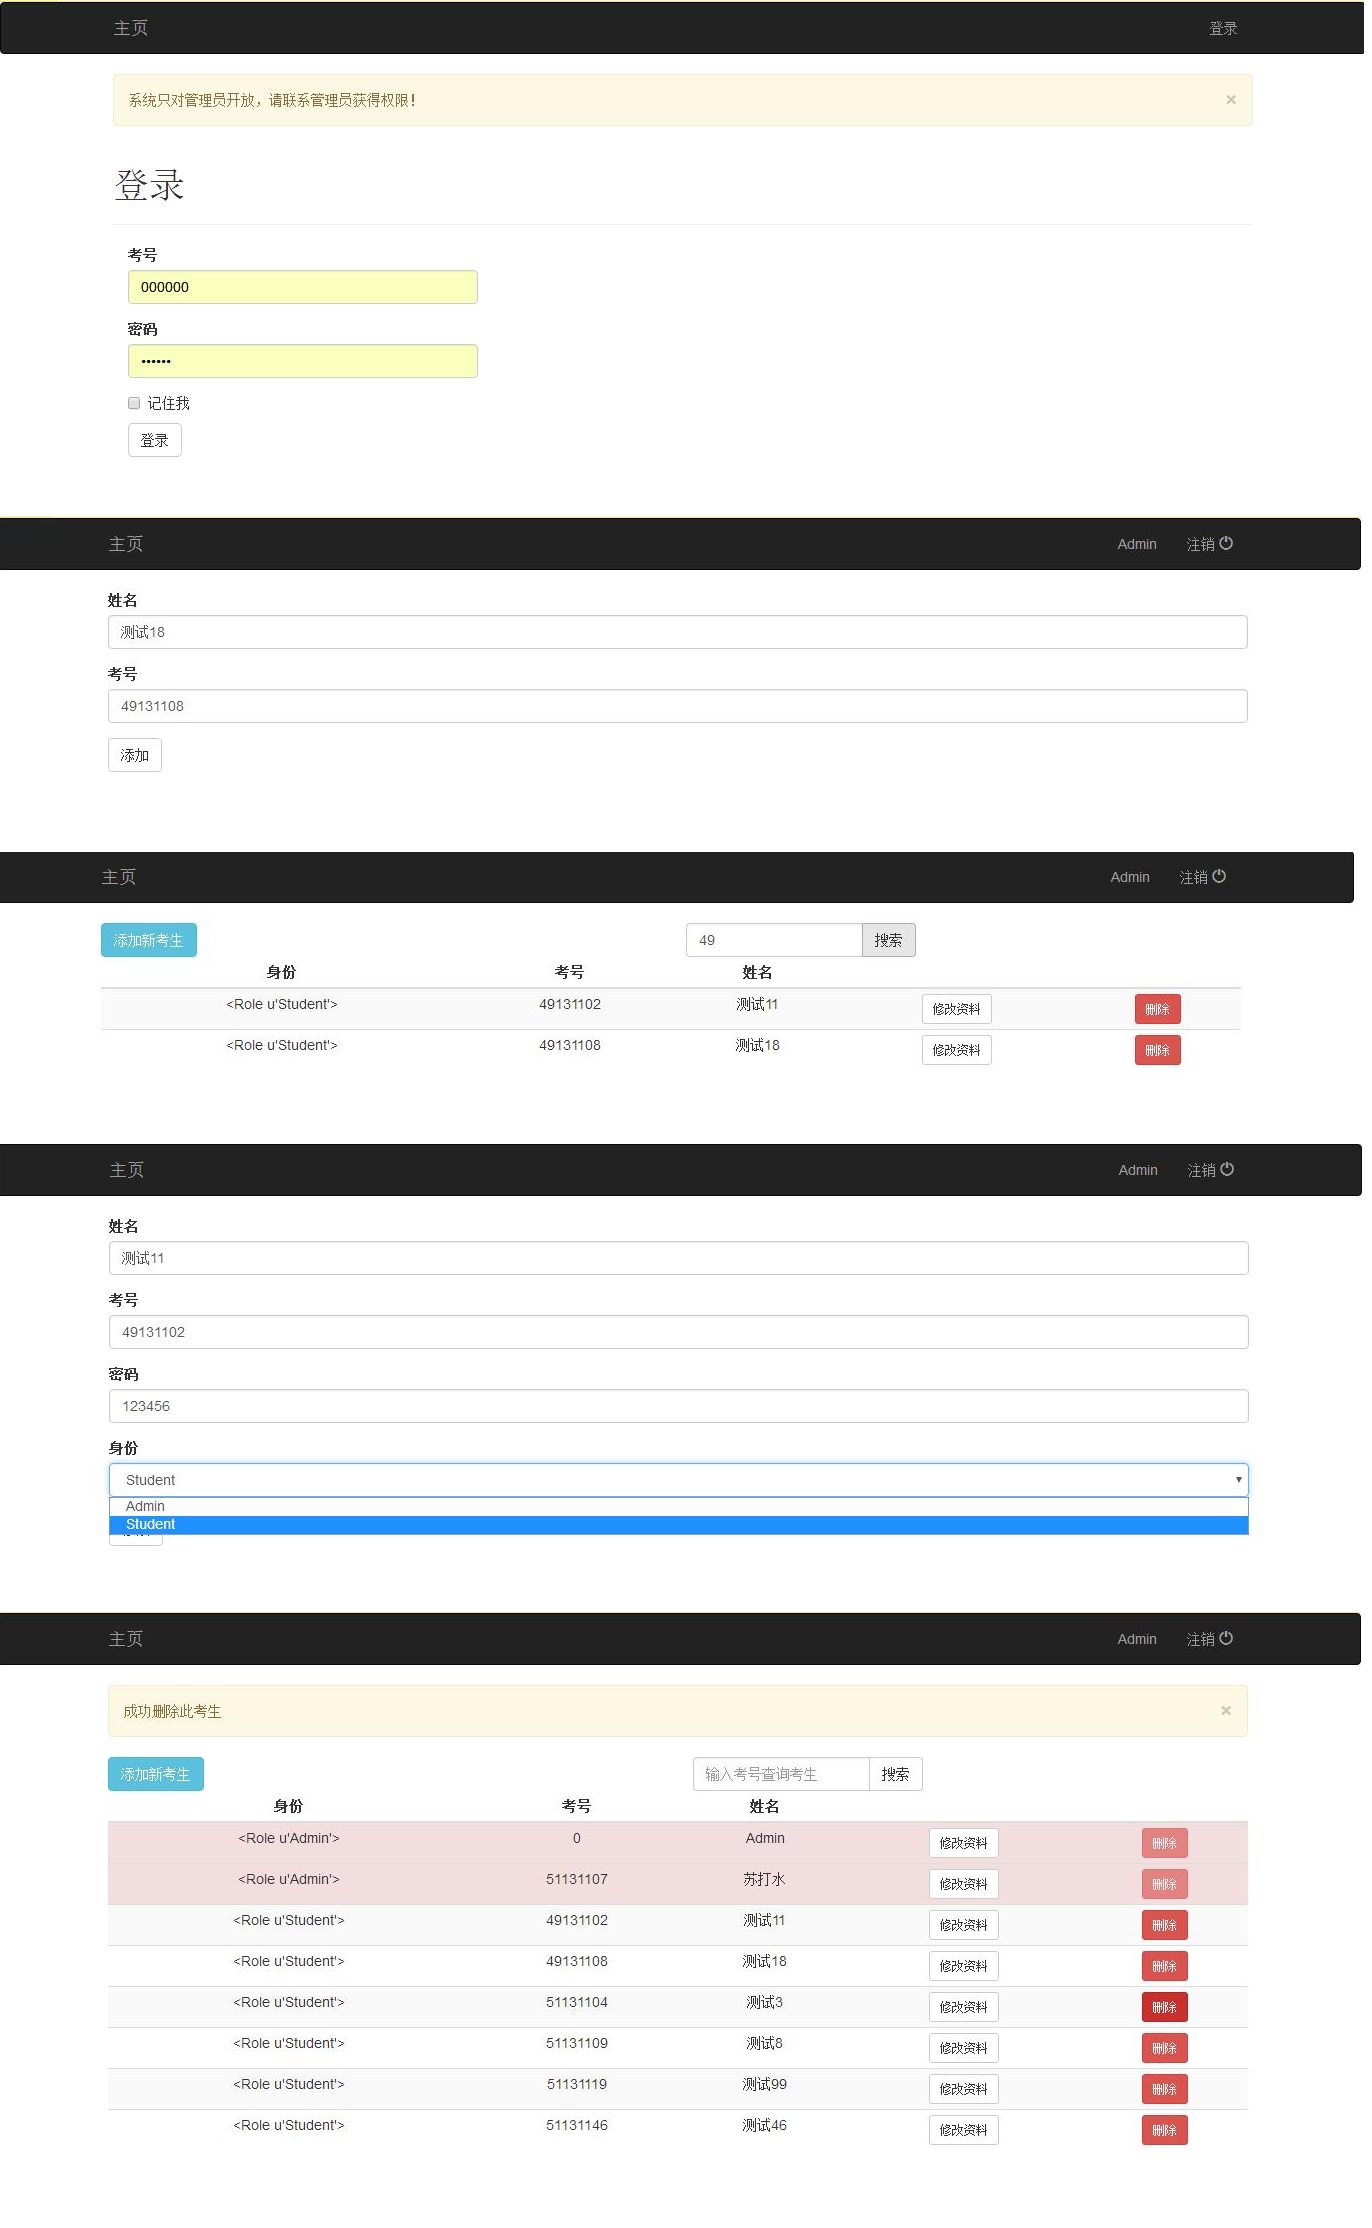 主页 登录
系统只对管理员开放，请联系管理员获得权限！ ×
登录
考号
000000
密码
••••••
记住我
登录
主页 Admin 注销
姓名
测试18
考号
49131108
添加
主页 Admin 注销
添加新考生 49 搜索
身份 考号 姓名
<Role u'Student'> 49131102 测试11 修改资料 删除
<Role u'Student'> 49131108 测试18 修改资料 删除
主页 Admin 注销
姓名
测试11
考号
49131102
密码
123456
身份
Student
Admin
Student
主页 Admin 注销
成功删除此考生 ×
添加新考生 输入考号查询考生 搜索
身份 考号 姓名
<Role u'Admin'> 0 Admin 修改资料 删除
<Role u'Admin'> 51131107 苏打水 修改资料 删除
<Role u'Student'> 49131102 测试11 修改资料 删除
<Role u'Student'> 49131108 测试18 修改资料 删除
<Role u'Student'> 51131104 测试3 修改资料 删除
<Role u'Student'> 51131109 测试8 修改资料 删除
<Role u'Student'> 51131119 测试99 修改资料 删除
<Role u'Student'> 51131146 测试46 修改资料 删除